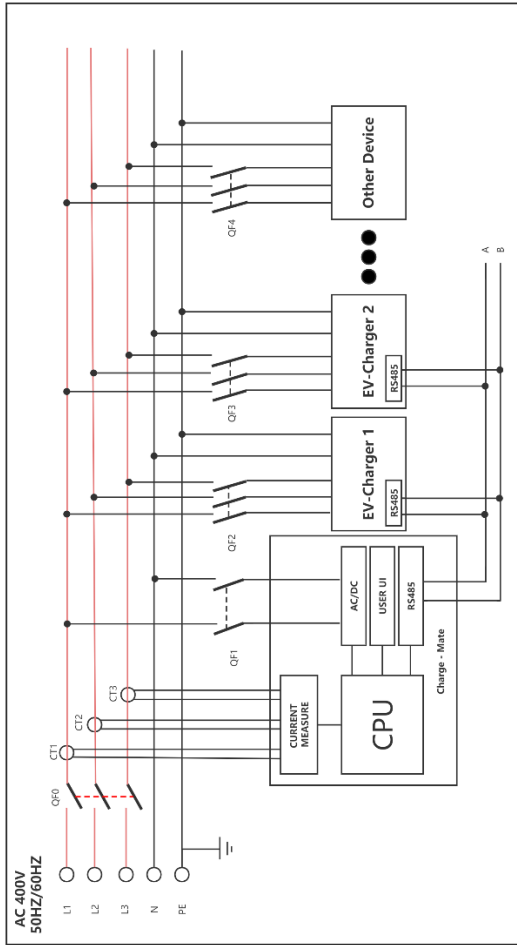 AC 400V
50HZ/60HZ
L1
L2
L3
N
PE
QF0
CT1
CT2
CT3
QF1
QF2
QF3
QF4
CURRENT
MEASURE
CPU
AC/DC
USER UI
RS485
Charge - Mate
EV-Charger 1
RS485
EV-Charger 2
RS485
Other Device
A
B